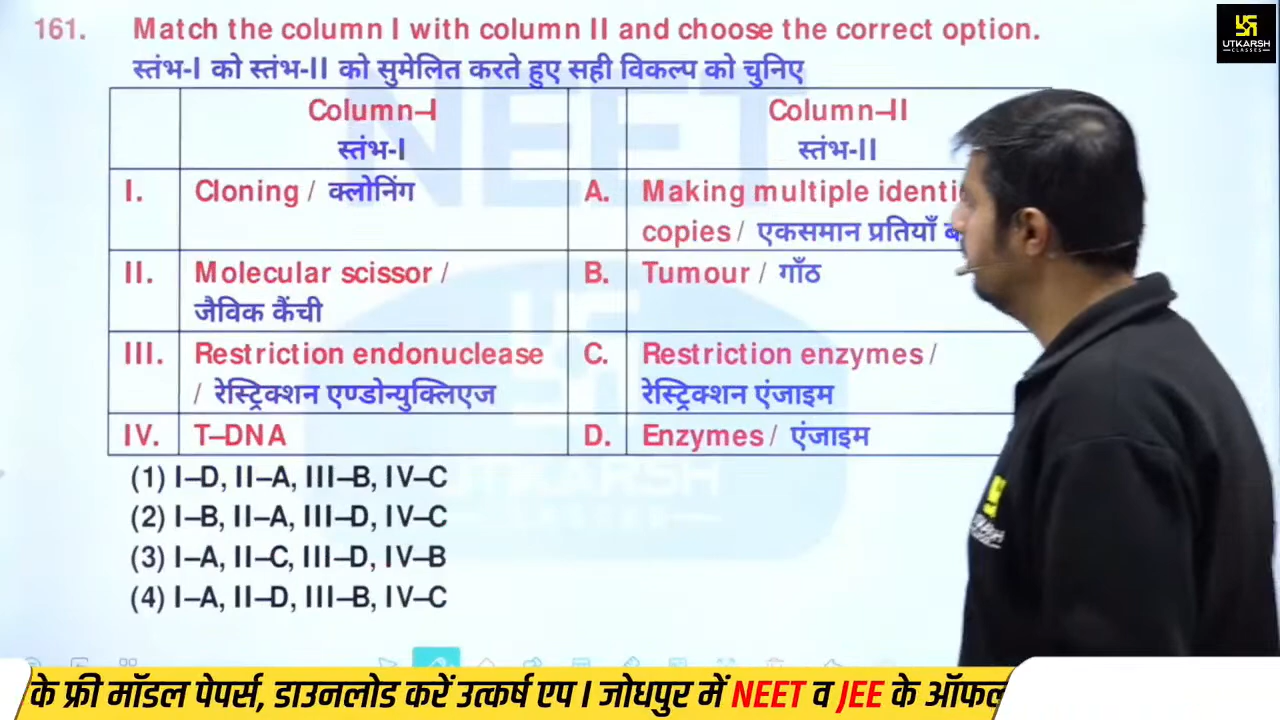 161. Match the column I with column II and choose the correct option.
स्तंभ-I को स्तंभ-II को सुमेलित करते हुए सही विकल्प को चुनिए
Column–I Column–II
स्तंभ-I स्तंभ-II
I. Cloning / क्लोनिंग A. Making multiple
copies / एकसमान प्रतियाँ
II. Molecular scissor / B. Tumour / गाँठ
जैविक कैंची
III. Restriction endonuclease C. Restriction enzymes /
/ रेस्ट्रिक्शन एण्डोन्युक्लिएज रेस्ट्रिक्शन एंजाइम
IV. T–DNA D. Enzymes / एंजाइम
(1) I–D, II–A, III–B, IV–C
(2) I–B, II–A, III–D, IV–C
(3) I–A, II–C, III–D, IV–B
(4) I–A, II–D, III–B, IV–C
UTKARSH
CLASSES
NEET
UTKARSH
के फ्री मॉडल पेपर्स, डाउनलोड करें उत्कर्ष एप । जोधपुर में NEET व JEE के